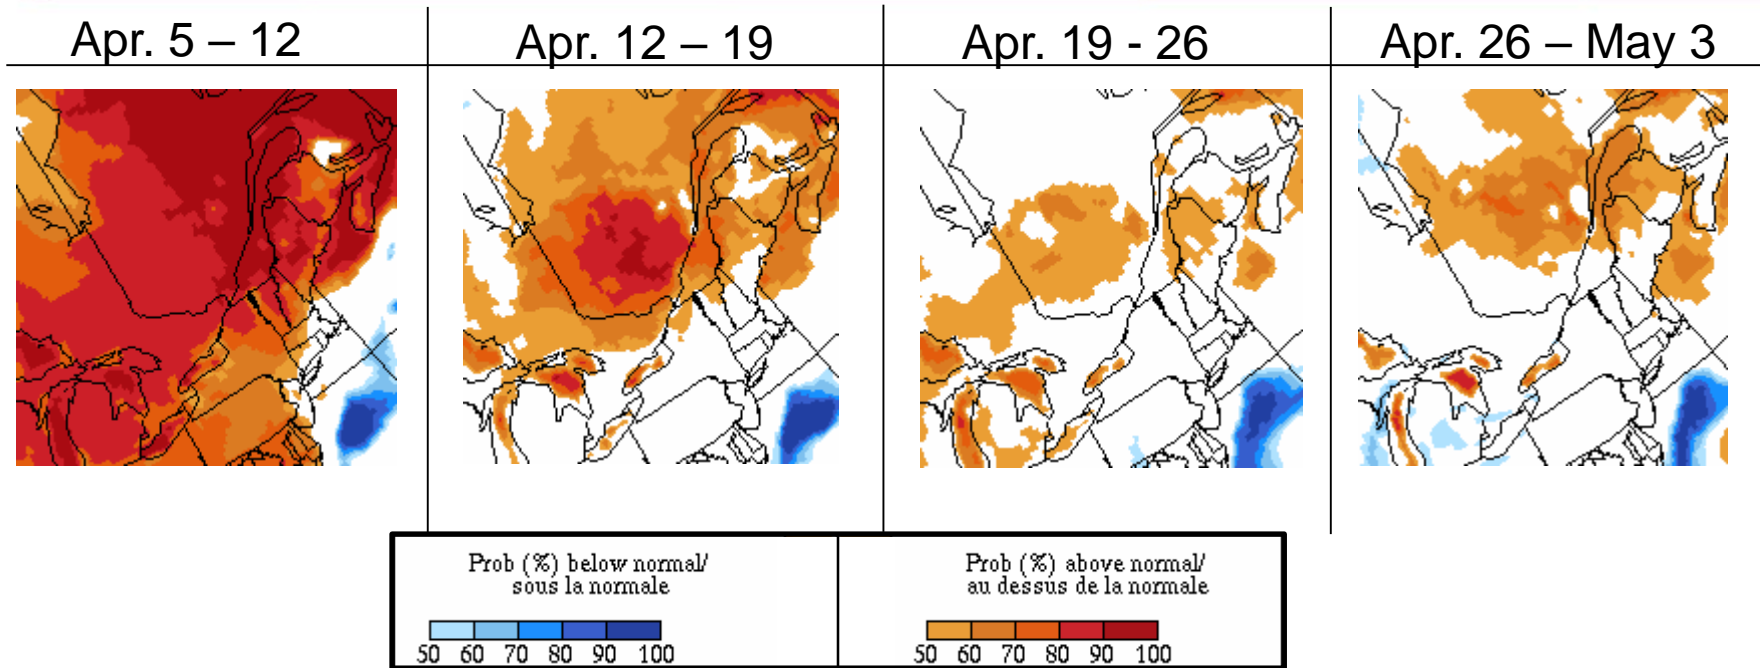 Apr. 5 – 12
Apr. 12 – 19
Apr. 19 - 26
Apr. 26 – May 3
Prob (%) below normal/
sous la normale
50 60 70 80 90 100
Prob (%) above normal/
au dessus de la normale
50 60 70 80 90 100